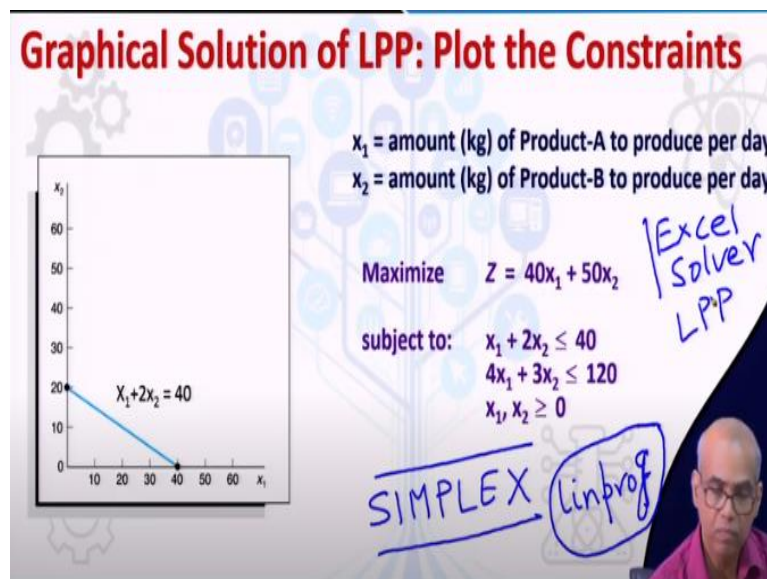 Graphical Solution of LPP: Plot the Constraints
x₁ = amount (kg) of Product-A to produce per day
x₂ = amount (kg) of Product-B to produce per day
Maximize Z = 40x₁ + 50x₂
subject to: x₁ + 2x₂ ≤ 40
4x₁ + 3x₂ ≤ 120
x₁, x₂ ≥ 0
Excel
Solver
LPP
SIMPLEX linprog
x₂
60
50
40
30
20
X₁+2x₂ = 40
10
0
10 20 30 40 50 60 x₁